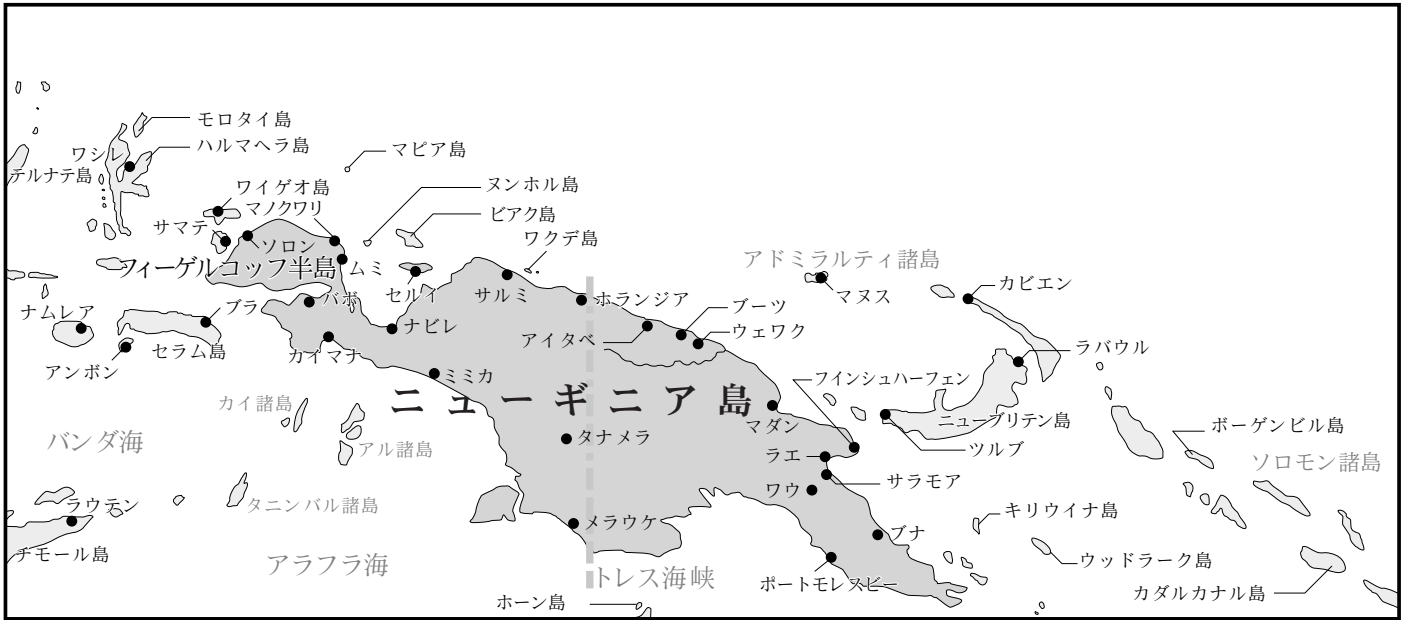 モロタイ島
ハルマヘラ島
ワシレ
テルナテ島
マピア島
ワイゲオ島
ヌンホル島
マノクワリ
ビアク島
サマテ
ソロン
ワクデ島
フィーゲルコッフ半島
ムミ
アドミラルティ諸島
マヌス
カビエン
セルイ
サルミ
ホランジア
ブーツ
ナムレア
ブラ
バボ
ナビレ
アイタベ
ウェワク
セラム島
カイマナ
ラバウル
アンボン
ミミカ
フインシュハーフェン
ニューギニア島
カイ諸島
マダン
ニューブリテン島
バンダ海
アル諸島
タナメラ
ツルブ
ボーゲンビル島
ラエ
ソロモン諸島
サラモア
ワウ
ラウテン
タニンバル諸島
キリウイナ島
メラウケ
ブナ
チモール島
アラフラ海
トレス海峡
ポートモレスビー
ウッドラーク島
ホーン島
カダルカナル島